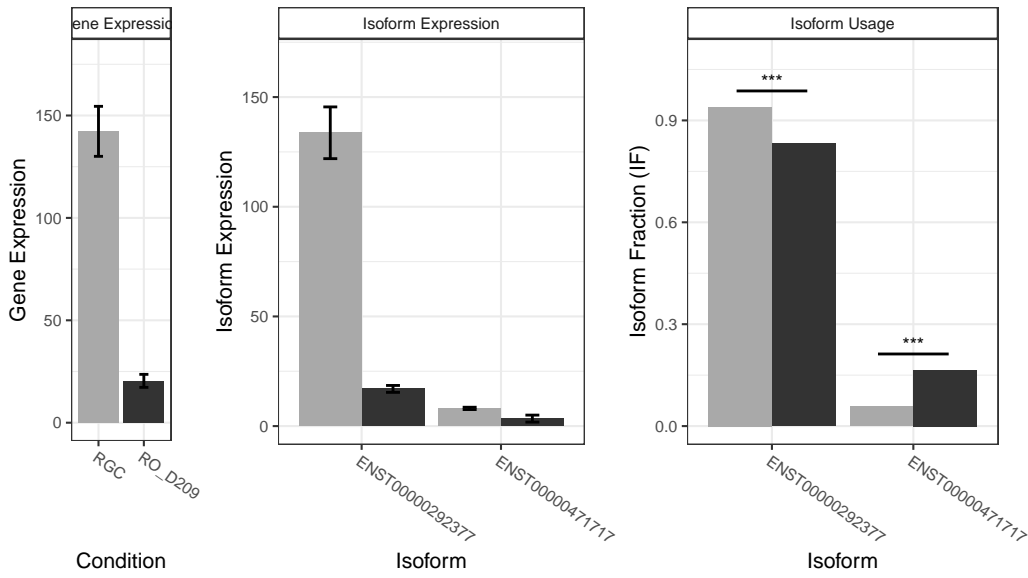 ene Expressio
Gene Expression
150
100
50
0
RGC
RO_D209
Condition
Isoform Expression
Isoform Expression
150
100
50
0
ENST00000292377
ENST00000471717
Isoform
Isoform Usage
Isoform Fraction (IF)
0.9
0.6
0.3
0.0
***
***
ENST00000292377
ENST00000471717
Isoform